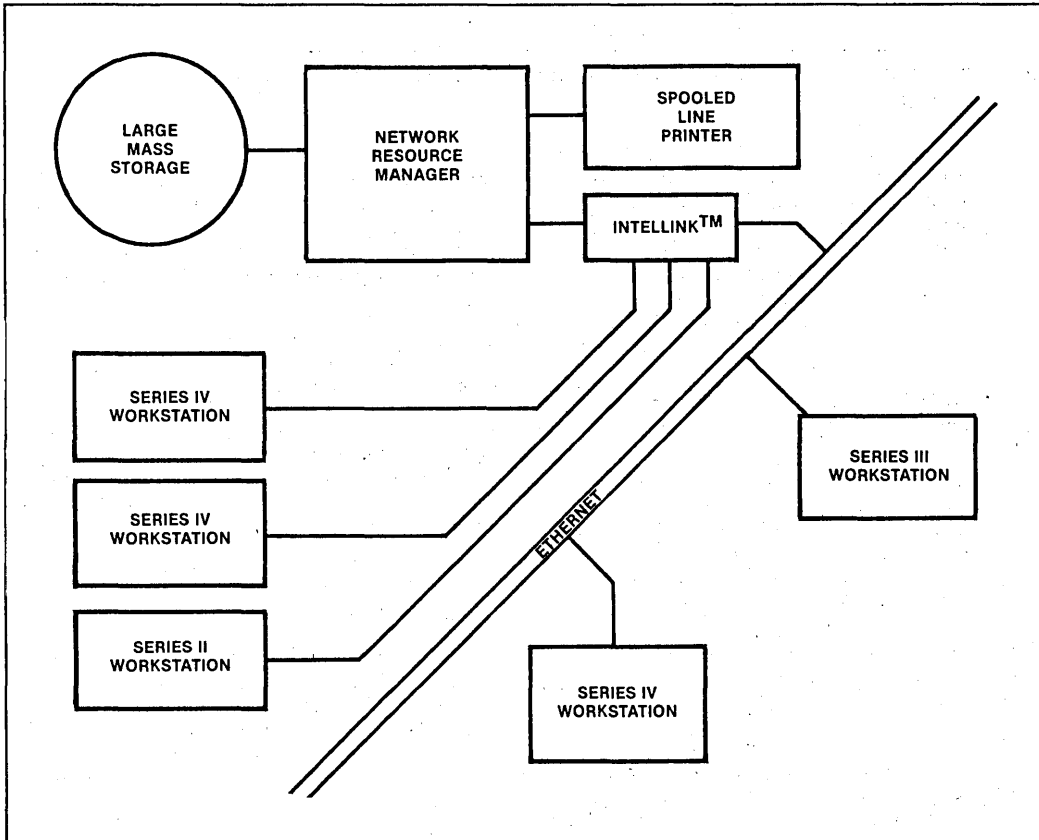 LARGE
MASS
STORAGE
NETWORK
RESOURCE
MANAGER
SPOOLED
LINE
PRINTER
INTELLINK™
SERIES IV
WORKSTATION
SERIES III
WORKSTATION
SERIES IV
WORKSTATION
ETHERNET
SERIES II
WORKSTATION
SERIES IV
WORKSTATION